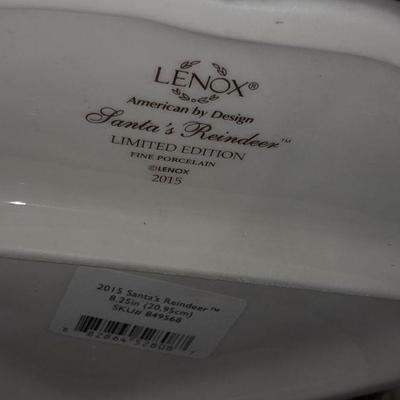 LENOX®
American by Design
Santa's Reindeer™
LIMITED EDITION
FINE PORCELAIN
©LENOX
2015
2015 Santa's Reindeer™
8.25in (20.95cm)
SKU# 849568